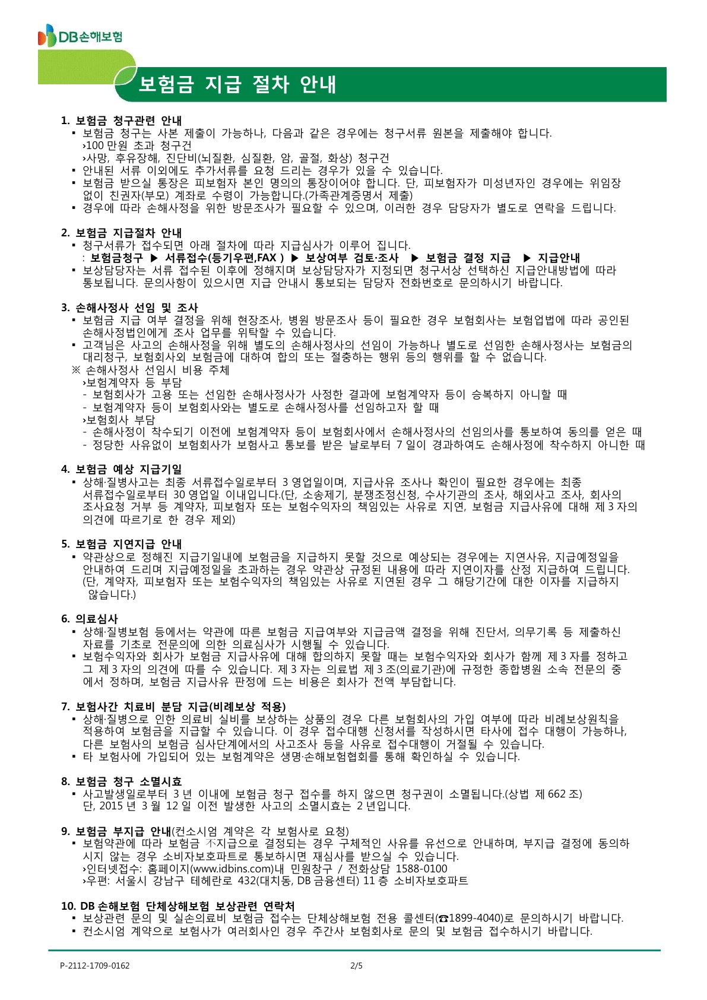 DB손해보험
보험금 지급 절차 안내
1. 보험금 청구관련 안내
▪ 보험금 청구는 사본 제출이 가능하나, 다음과 같은 경우에는 청구서류 원본을 제출해야 합니다.
›100만원 초과 청구건
›사망, 후유장해, 진단비(뇌질환, 심질환, 암, 골절, 화상) 청구건
▪ 안내된 서류 이외에도 추가서류를 요청 드리는 경우가 있을 수 있습니다.
▪ 보험금 받으실 통장은 피보험자 본인 명의의 통장이어야 합니다. 단, 피보험자가 미성년자인 경우에는 위임장
없이 친권자(부모) 계좌로 수령이 가능합니다.(가족관계증명서 제출)
▪ 경우에 따라 손해사정을 위한 방문조사가 필요할 수 있으며, 이러한 경우 담당자가 별도로 연락을 드립니다.
2. 보험금 지급절차 안내
▪ 청구서류가 접수되면 아래 절차에 따라 지급심사가 이루어 집니다.
: 보험금청구 ▶ 서류접수(등기우편,FAX ) ▶ 보상여부 검토·조사 ▶ 보험금 결정 지급 ▶ 지급안내
▪ 보상담당자는 서류 접수된 이후에 정해지며 보상담당자가 지정되면 청구서상 선택하신 지급안내방법에 따라
통보됩니다. 문의사항이 있으시면 지급 안내시 통보되는 담당자 전화번호로 문의하시기 바랍니다.
3. 손해사정사 선임 및 조사
▪ 보험금 지급 여부 결정을 위해 현장조사, 병원 방문조사 등이 필요한 경우 보험회사는 보험업법에 따라 공인된
손해사정법인에게 조사 업무를 위탁할 수 있습니다.
▪ 고객님은 사고의 손해사정을 위해 별도의 손해사정사의 선임이 가능하나 별도로 선임한 손해사정사는 보험금의
대리청구, 보험회사외 보험금에 대하여 합의 또는 절충하는 행위 등의 행위를 할 수 없습니다.
※ 손해사정사 선임시 비용 주체
›보험계약자 등 부담
- 보험회사가 고용 또는 선임한 손해사정사가 사정한 결과에 보험계약자 등이 승복하지 아니할 때
- 보험계약자 등이 보험회사와는 별도로 손해사정사를 선임하고자 할 때
›보험회사 부담
- 손해사정이 착수되기 이전에 보험계약자 등이 보험회사에서 손해사정사의 선임의사를 통보하여 동의를 얻은 때
- 정당한 사유없이 보험회사가 보험사고 통보를 받은 날로부터 7일이 경과하여도 손해사정에 착수하지 아니한 때
4. 보험금 예상 지급기일
▪ 상해·질병사고는 최종 서류접수일로부터 3영업일이며, 지급사유 조사나 확인이 필요한 경우에는 최종
서류접수일로부터 30영업일 이내입니다.(단, 소송제기, 분쟁조정신청, 수사기관의 조사, 해외사고 조사, 회사의
조사요청 거부 등 계약자, 피보험자 또는 보험수익자의 책임있는 사유로 지연, 보험금 지급사유에 대해 제3자의
의견에 따르기로 한 경우 제외)
5. 보험금 지연지급 안내
▪ 약관상으로 정해진 지급기일내에 보험금을 지급하지 못할 것으로 예상되는 경우에는 지연사유, 지급예정일을
안내하여 드리며 지급예정일을 초과하는 경우 약관상 규정된 내용에 따라 지연이자를 산정 지급하여 드립니다.
(단, 계약자, 피보험자 또는 보험수익자의 책임있는 사유로 지연된 경우 그 해당기간에 대한 이자를 지급하지
않습니다.)
6. 의료심사
▪ 상해·질병보험 등에서는 약관에 따른 보험금 지급여부와 지급금액 결정을 위해 진단서, 의무기록 등 제출하신
자료를 기초로 전문의에 의한 의료심사가 시행될 수 있습니다.
▪ 보험수익자와 회사가 보험금 지급사유에 대해 합의하지 못할 때는 보험수익자와 회사가 함께 제3자를 정하고
그 제3자의 의견에 따를 수 있습니다. 제3자는 의료법 제3조(의료기관)에 규정한 종합병원 소속 전문의 중
에서 정하며, 보험금 지급사유 판정에 드는 비용은 회사가 전액 부담합니다.
7. 보험사간 치료비 분담 지급(비례보상 적용)
▪ 상해·질병으로 인한 의료비 실비를 보상하는 상품의 경우 다른 보험회사의 가입 여부에 따라 비례보상원칙을
적용하여 보험금을 지급할 수 있습니다. 이 경우 접수대행 신청서를 작성하시면 타사에 접수 대행이 가능하나,
다른 보험사의 보험금 심사단계에서의 사고조사 등을 사유로 접수대행이 거절될 수 있습니다.
▪ 타 보험사에 가입되어 있는 보험계약은 생명·손해보험협회를 통해 확인하실 수 있습니다.
8. 보험금 청구 소멸시효
▪ 사고발생일로부터 3년 이내에 보험금 청구 접수를 하지 않으면 청구권이 소멸됩니다.(상법 제662조)
단, 2015년 3월 12일 이전 발생한 사고의 소멸시효는 2년입니다.
9. 보험금 부지급 안내(컨소시엄 계약은 각 보험사로 요청)
▪ 보험약관에 따라 보험금 不지급으로 결정되는 경우 구체적인 사유를 유선으로 안내하며, 부지급 결정에 동의하
시지 않는 경우 소비자보호파트로 통보하시면 재심사를 받으실 수 있습니다.
›인터넷접수: 홈페이지(www.idbins.com)내 민원창구 / 전화상담 1588-0100
›우편: 서울시 강남구 테헤란로 432(대치동, DB금융센터) 11층 소비자보호파트
10. DB손해보험 단체상해보험 보상관련 연락처
▪ 보상관련 문의 및 실손의료비 보험금 접수는 단체상해보험 전용 콜센터(☎1899-4040)로 문의하시기 바랍니다.
▪ 컨소시엄 계약으로 보험사가 여러회사인 경우 주간사 보험회사로 문의 및 보험금 접수하시기 바랍니다.
P-2112-1709-0162
2/5